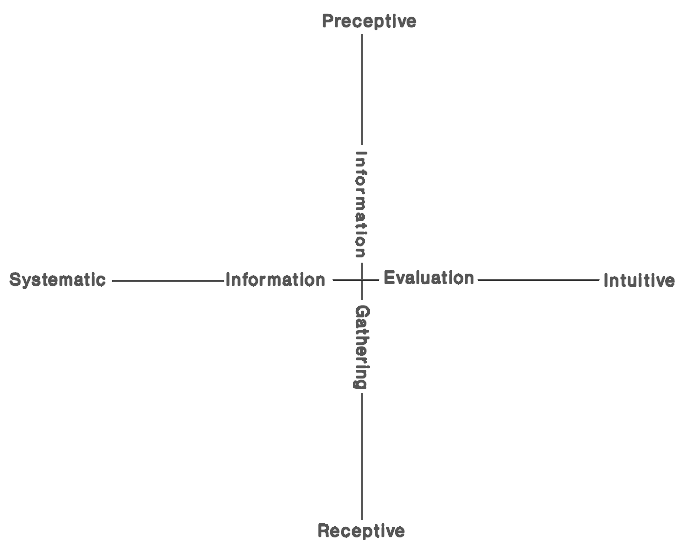 Preceptive
Information
Systematic
Information
Evaluation
Intuitive
Gathering
Receptive